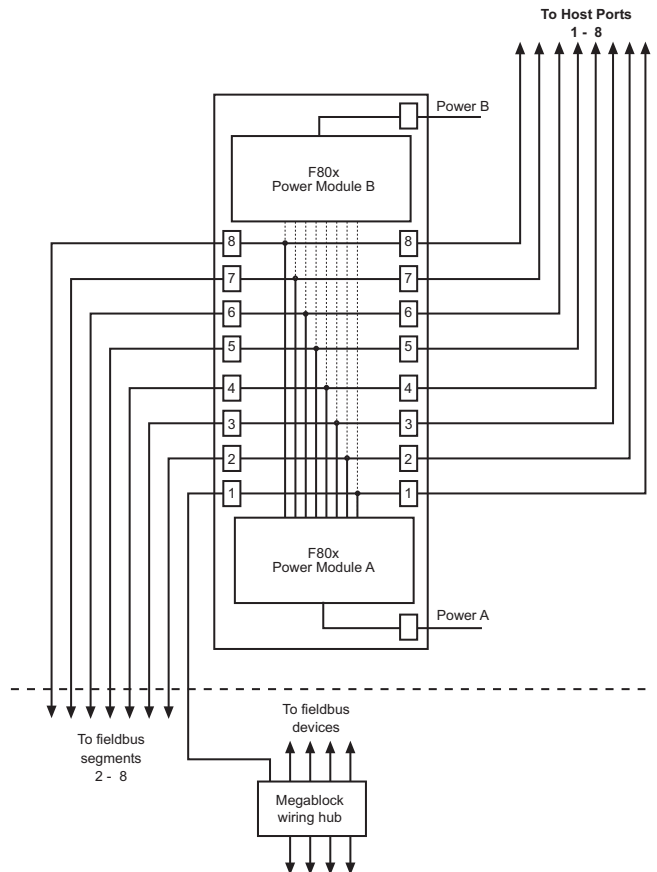 To Host Ports
1 - 8
Power B
F80x
Power Module B
8 8
7 7
6 6
5 5
4 4
3 3
2 2
1 1
F80x
Power Module A
Power A
To fieldbus
segments
2 - 8
To fieldbus
devices
Megablock
wiring hub